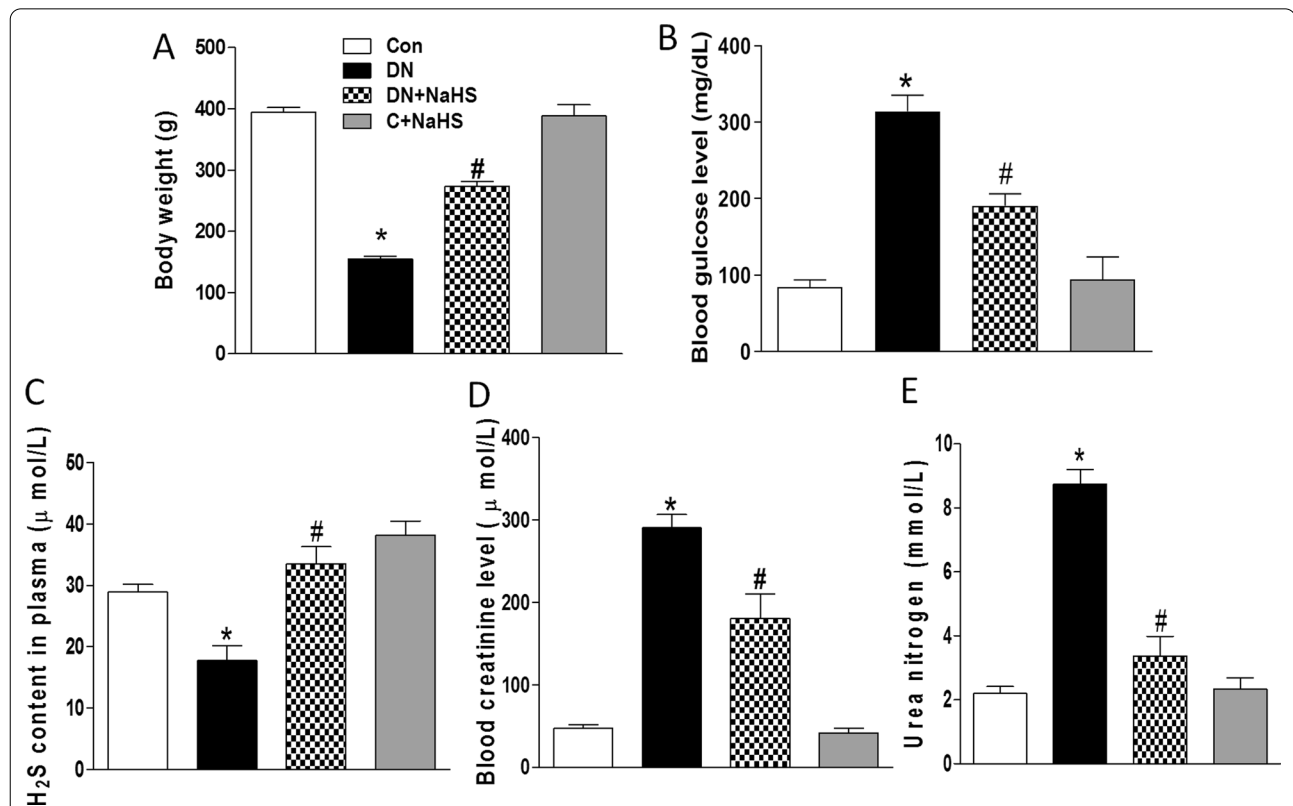 A
Body weight (g)
500
400
300
200
100
0
*
#
Con
DN
DN+NaHS
C+NaHS
B
Blood gulcose level (mg/dL)
400
300
200
100
0
*
#
C
H₂S content in plasma (μ mol/L)
50
40
30
20
10
0
*
#
D
Blood creatinine level ( μ mol/L)
400
300
200
100
0
*
#
E
Urea nitrogen (mmol/L)
10
8
6
4
2
0
*
#